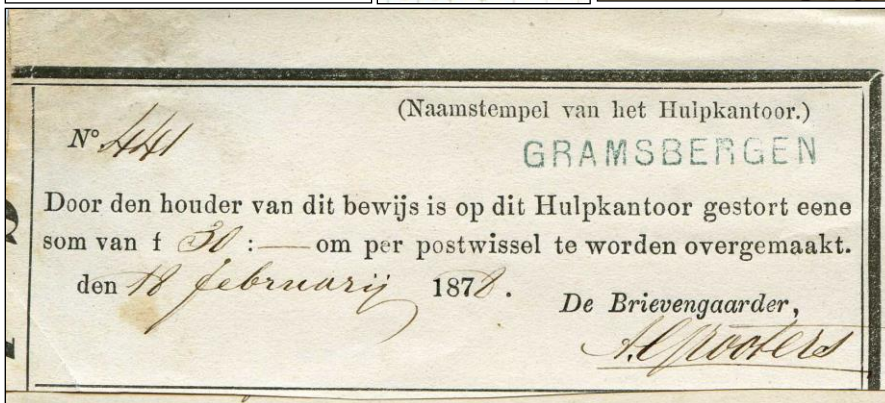 (Naamstempel van het Hulpkantoor.)
N° 441
GRAMSBERGEN
Door den houder van dit bewijs is op dit Hulpkantoor gestort eene
som van f 30 : — om per postwissel te worden overgemaakt.
den 18 februarij 1878.
De Brievengaarder,